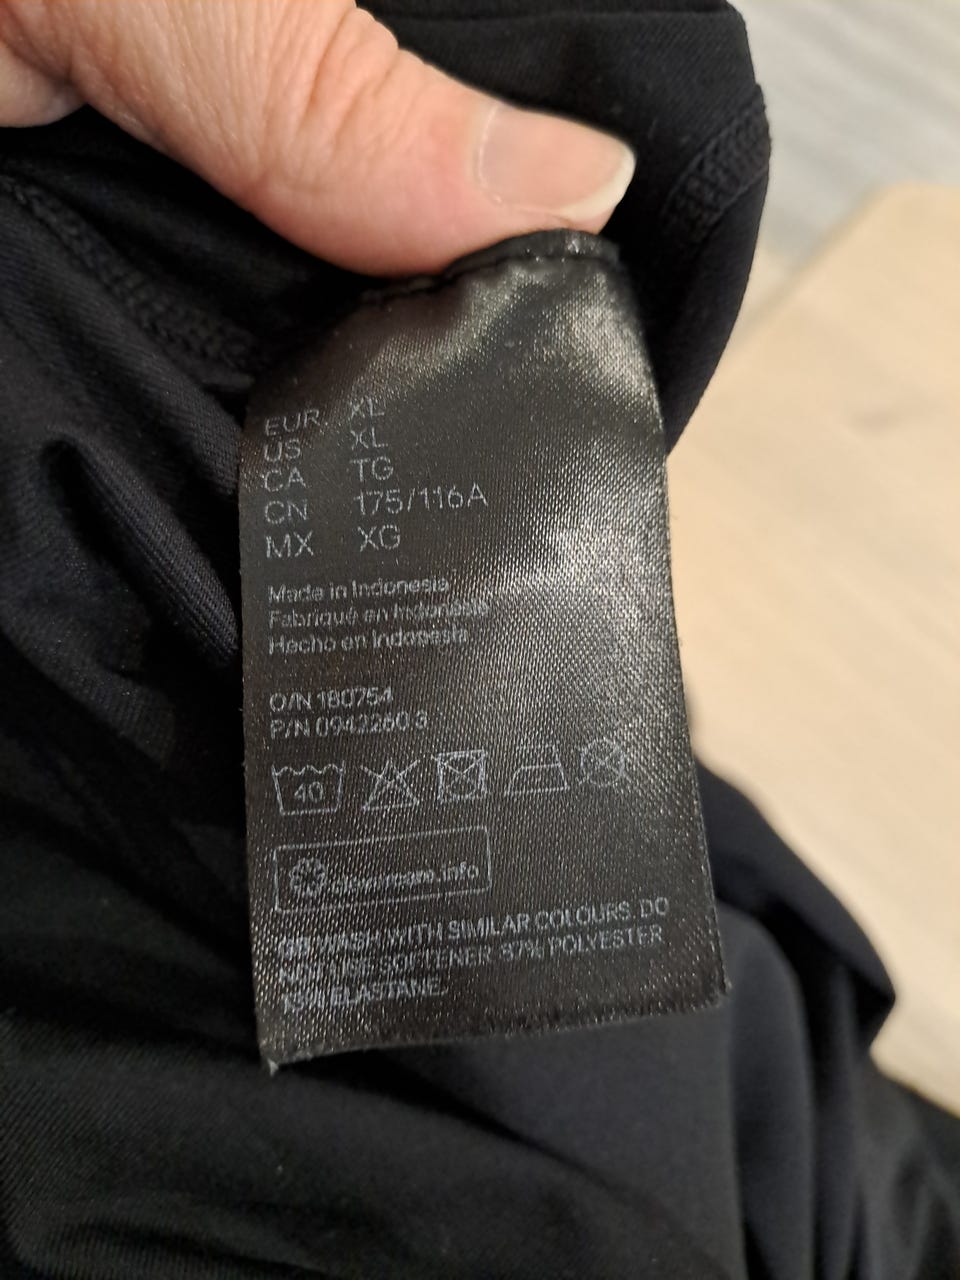 EUR XL
US XL
CA TG
CN 175/116A
MX XG
Made in Indonesia
Fabriqué en Indonésie
Hecho en Indonesia
O/N 180754
P/N 0942260.3
40
clevercare.info
GB WASH WITH SIMILAR COLOURS. DO
NOT USE SOFTENER. 87% POLYESTER
13% ELASTANE.